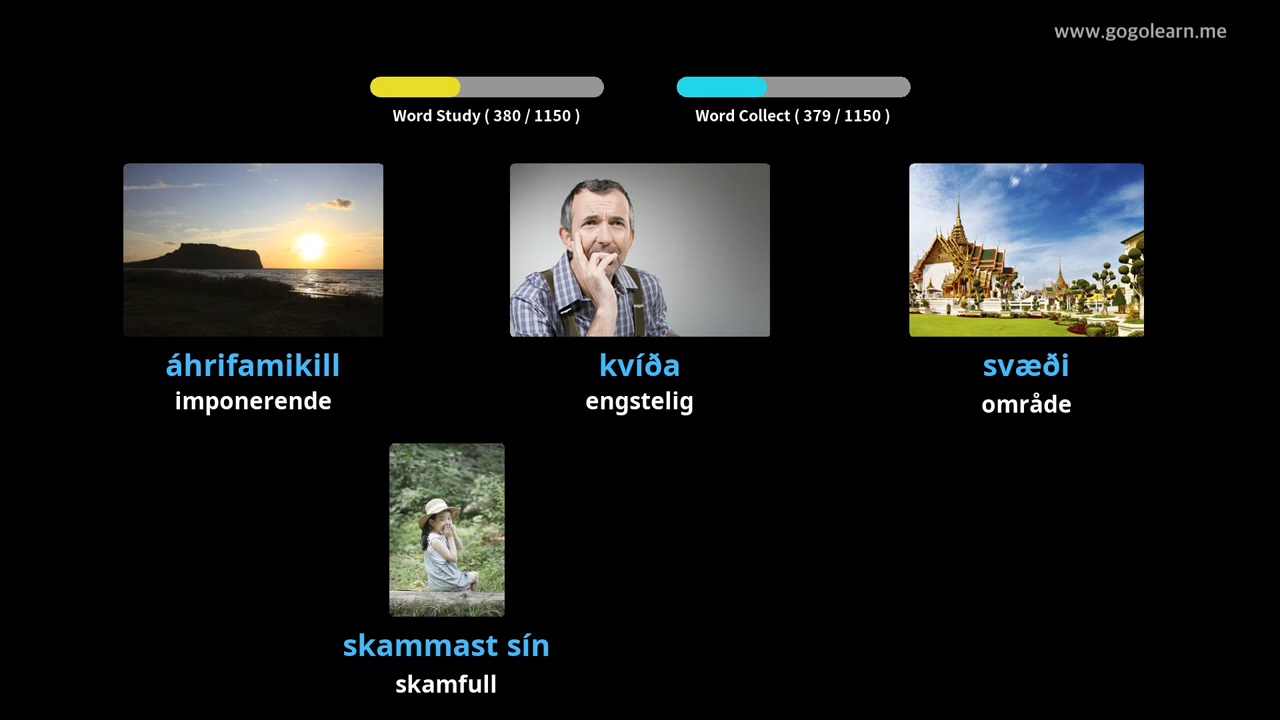 www.gogolearn.me
Word Study ( 380 / 1150 )
Word Collect ( 379 / 1150 )
áhrifamikill
imponerende
kvíða
engstelig
svæði
område
skammast sín
skamfull